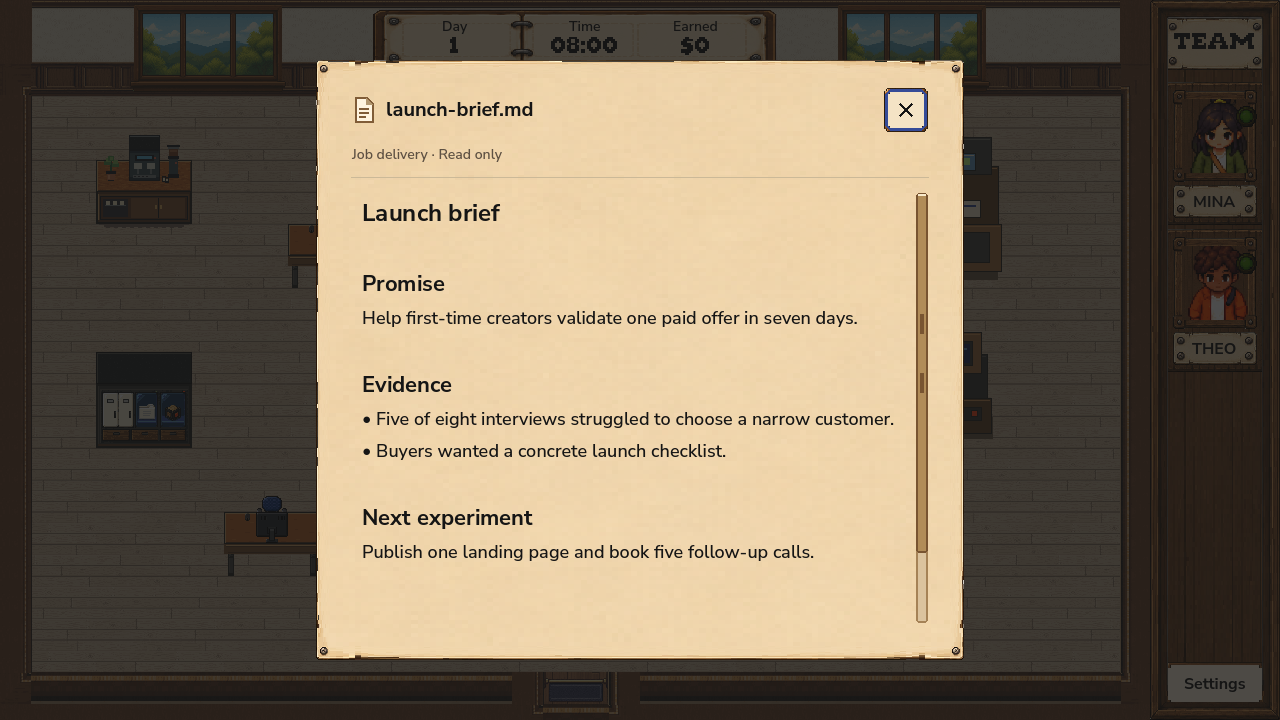 Day
Time
Earned
1
08:00
$0
TEAM
launch-brief.md
Job delivery · Read only
Launch brief
Promise
Help first-time creators validate one paid offer in seven days.
Evidence
• Five of eight interviews struggled to choose a narrow customer.
• Buyers wanted a concrete launch checklist.
Next experiment
Publish one landing page and book five follow-up calls.
MINA
THEO
Settings